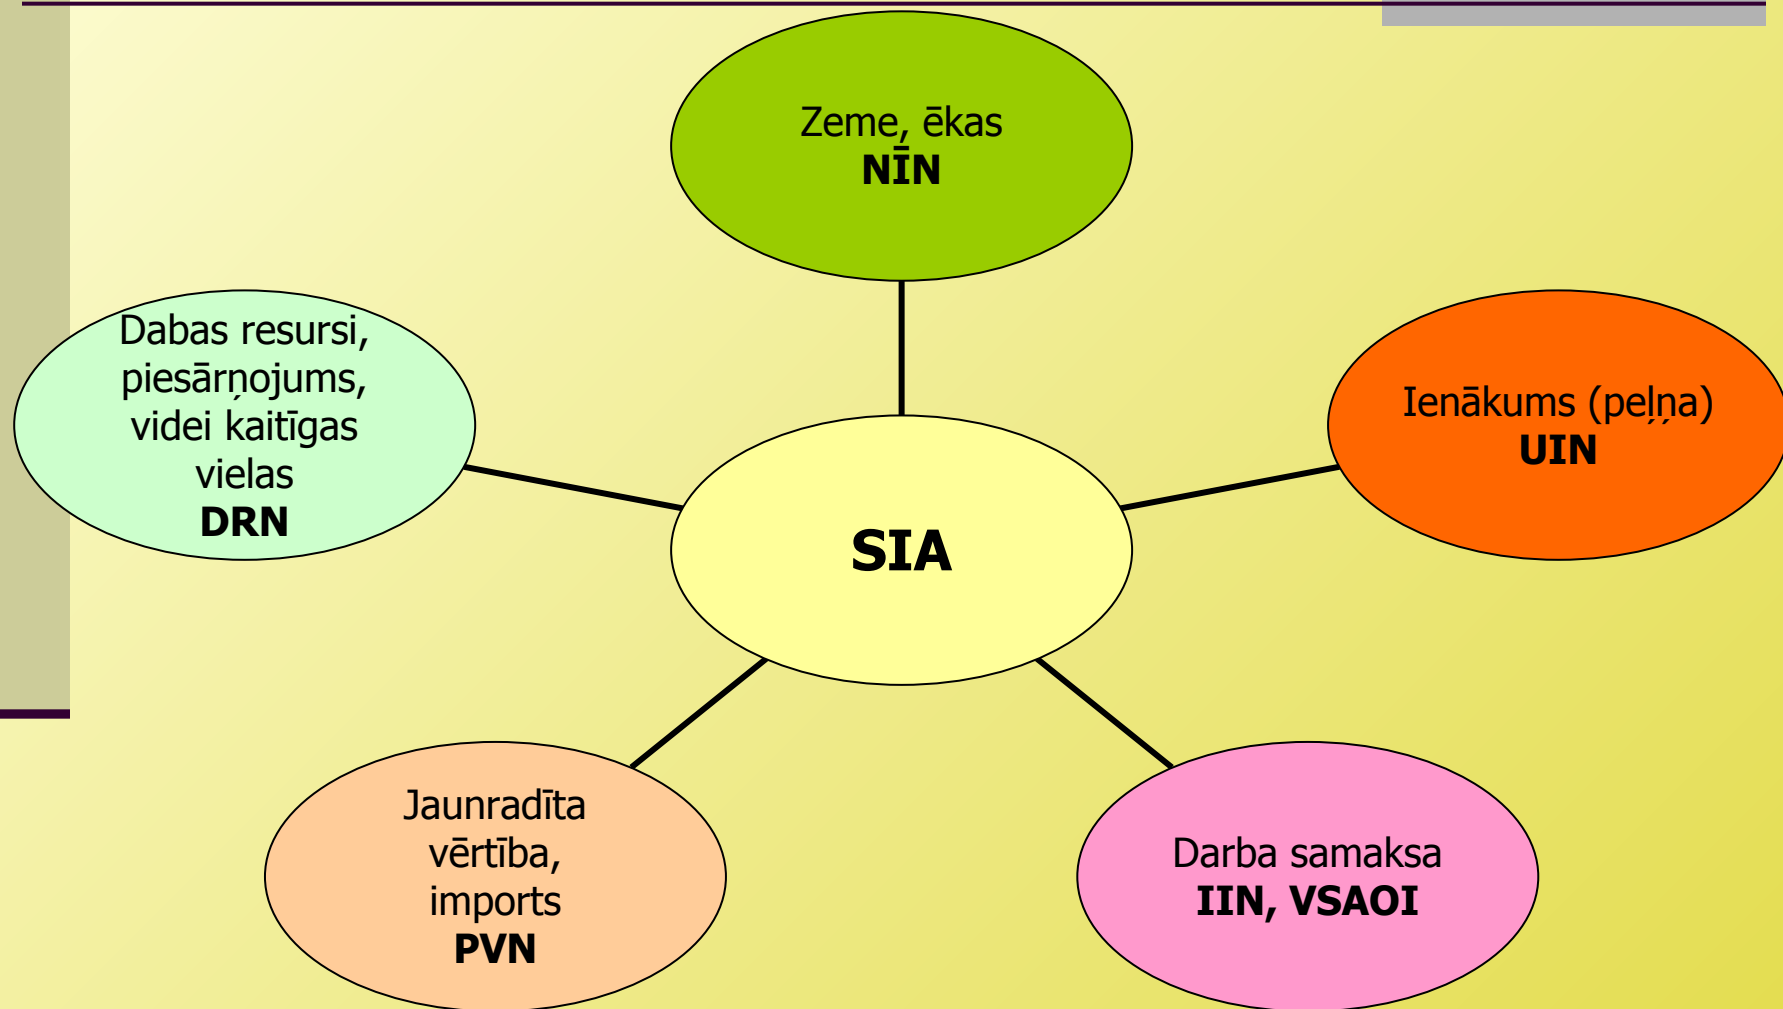 Zeme, ēkas
NĪN
Dabas resursi,
piesārņojums,
videi kaitīgas
vielas
DRN
Ienākums (peļņa)
UIN
SIA
Jaunradīta
vērtība,
imports
PVN
Darba samaksa
IIN, VSAOI